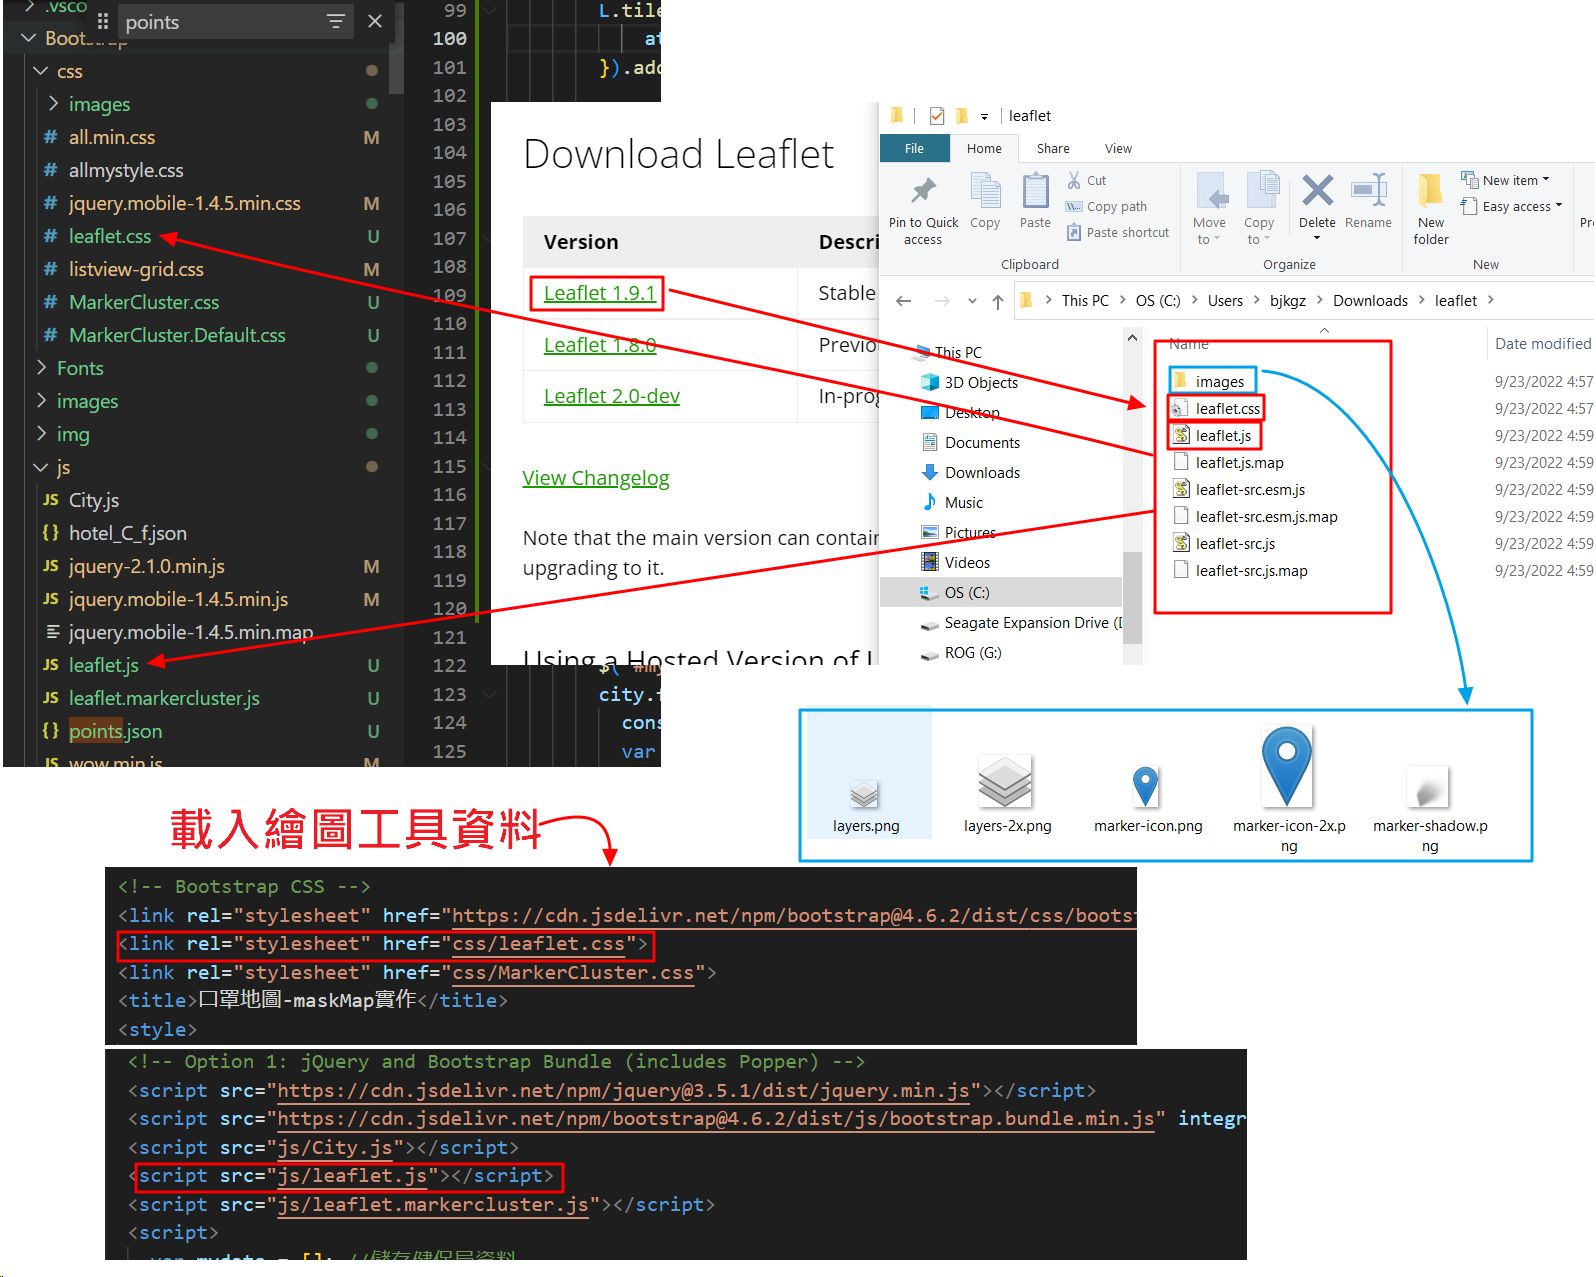 .vsco
points
Bootstrap
css
images
all.min.css M
allmystyle.css
jquery.mobile-1.4.5.min.css M
leaflet.css U
listview-grid.css M
MarkerCluster.css U
MarkerCluster.Default.css U
Fonts
images
img
js
JS City.js
{} hotel_C_f.json
JS jquery-2.1.0.min.js M
JS jquery.mobile-1.4.5.min.js M
jquery.mobile-1.4.5.min.map
JS leaflet.js U
JS leaflet.markercluster.js U
{} points.json U
JS wow.min.js M
99 L.tile
100 at
101 }).add
102
103
104
105
106
107
108
109
110
111
112
113
114
115
116
117
118
119
120
121
122 $( #my
123 city.f
124 cons
125 var
Download Leaflet
Version Descri
Leaflet 1.9.1 Stable
Leaflet 1.8.0 Previo
Leaflet 2.0-dev In-prog
View Changelog
Note that the main version can contain
upgrading to it.
Using a Hosted Version of L
leaflet
File Home Share View
Pin to Quick
access
Copy
Paste
Cut
Copy path
Paste shortcut
Clipboard
Move
to
Copy
to
Delete
Rename
Organize
New
folder
New item
Easy access
New
Pr
This PC > OS (C:) > Users > bjkgz > Downloads > leaflet >
This PC
3D Objects
Desktop
Documents
Downloads
Music
Pictures
Videos
OS (C:)
Seagate Expansion Drive (D
ROG (G:)
Name Date modified
images 9/23/2022 4:57
leaflet.css 9/23/2022 4:57
leaflet.js 9/23/2022 4:59
leaflet.js.map 9/23/2022 4:59
leaflet-src.esm.js 9/23/2022 4:59
leaflet-src.esm.js.map 9/23/2022 4:59
leaflet-src.js 9/23/2022 4:59
leaflet-src.js.map 9/23/2022 4:59
layers.png
layers-2x.png
marker-icon.png
marker-icon-2x.p
ng
marker-shadow.p
ng
載入繪圖工具資料
<!-- Bootstrap CSS -->
<link rel="stylesheet" href="https://cdn.jsdelivr.net/npm/bootstrap@4.6.2/dist/css/boots
<link rel="stylesheet" href="css/leaflet.css">
<link rel="stylesheet" href="css/MarkerCluster.css">
<title>口罩地圖-maskMap實作</title>
<style>
<!-- Option 1: jQuery and Bootstrap Bundle (includes Popper) -->
<script src="https://cdn.jsdelivr.net/npm/jquery@3.5.1/dist/jquery.min.js"></script>
<script src="https://cdn.jsdelivr.net/npm/bootstrap@4.6.2/dist/js/bootstrap.bundle.min.js" integr
<script src="js/City.js"></script>
<script src="js/leaflet.js"></script>
<script src="js/leaflet.markercluster.js"></script>
<script>
var mydata = []; //儲存健保局資料